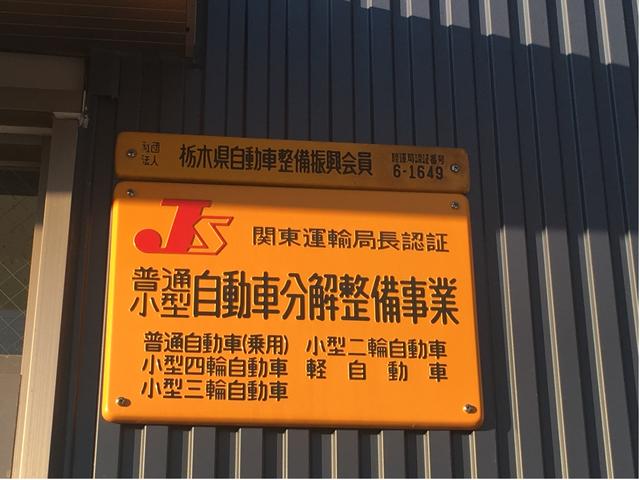 社団法人 栃木県自動車整備振興会員 陸運局認証番号 6-1649
JS 関東運輸局長認証
普通小型自動車分解整備事業
普通自動車(乗用) 小型二輪自動車
小型四輪自動車 軽自動車
小型三輪自動車